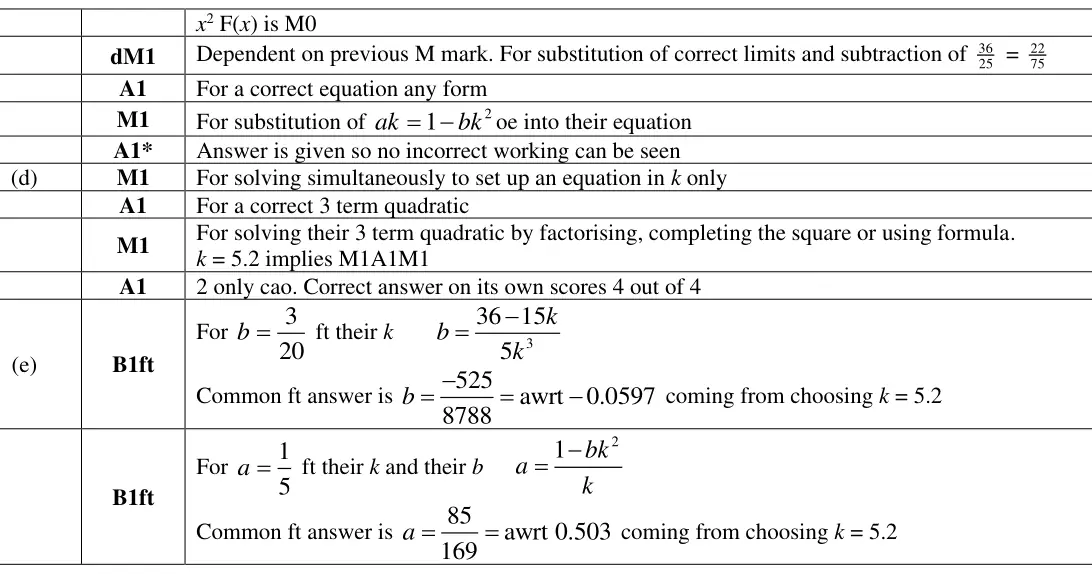 x² F(x) is M0
dM1 Dependent on previous M mark. For substitution of correct limits and subtraction of 36/25 = 22/75
A1 For a correct equation any form
M1 For substitution of ak = 1 − bk² oe into their equation
A1* Answer is given so no incorrect working can be seen
(d) M1 For solving simultaneously to set up an equation in k only
A1 For a correct 3 term quadratic
M1 For solving their 3 term quadratic by factorising, completing the square or using formula.
k = 5.2 implies M1A1M1
A1 2 only cao. Correct answer on its own scores 4 out of 4
(e) B1ft For b = 3/20 ft their k b = (36 − 15k)/5k³
Common ft answer is b = −525/8788 = awrt − 0.0597 coming from choosing k = 5.2
B1ft For a = 1/5 ft their k and their b a = (1 − bk²)/k
Common ft answer is a = 85/169 = awrt 0.503 coming from choosing k = 5.2